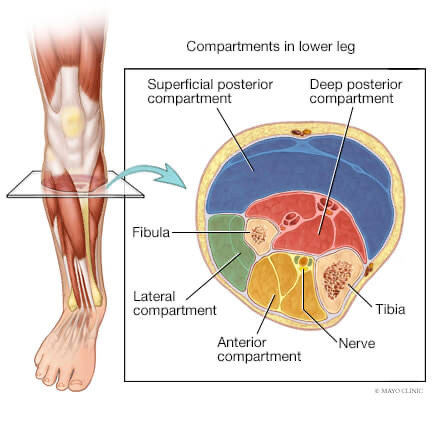 Compartments in lower leg
Superficial posterior
compartment
Deep posterior
compartment
Fibula
Lateral
compartment
Tibia
Anterior
compartment
Nerve
© MAYO CLINIC